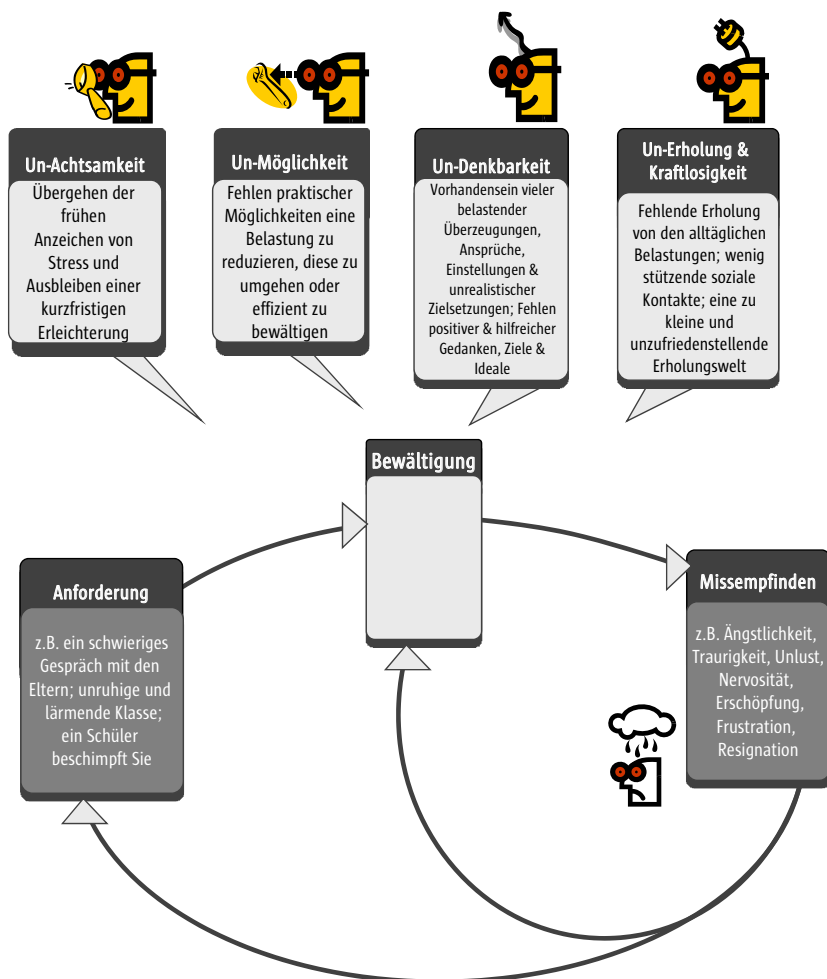 Un-Achtsamkeit
Übergehen der
frühen
Anzeichen von
Stress und
Ausbleiben einer
kurzfristigen
Erleichterung
Un-Möglichkeit
Fehlen praktischer
Möglichkeiten eine
Belastung zu
reduzieren, diese zu
umgehen oder
effizient zu
bewältigen
Un-Denkbarkeit
Vorhandensein vieler
belastender
Überzeugungen,
Ansprüche,
Einstellungen &
unrealistischer
Zielsetzungen; Fehlen
positiver & hilfreicher
Gedanken, Ziele &
Ideale
Un-Erholung &
Kraftlosigkeit
Fehlende Erholung
von den alltäglichen
Belastungen; wenig
stützende soziale
Kontakte; eine zu
kleine und
unzufriedenstellende
Erholungswelt
Bewältigung
Anforderung
z.B. ein schwieriges
Gespräch mit den
Eltern; unruhige und
lärmende Klasse;
ein Schüler
beschimpft Sie
Missempfinden
z.B. Ängstlichkeit,
Traurigkeit, Unlust,
Nervosität,
Erschöpfung,
Frustration,
Resignation